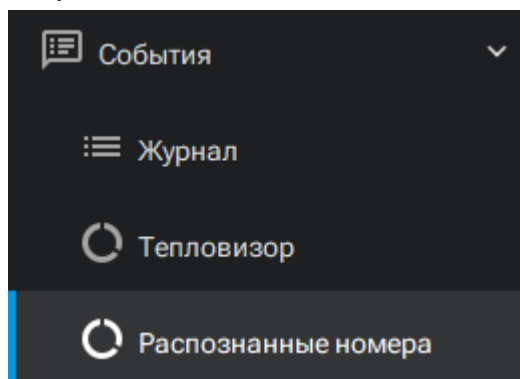 События
Журнал
Тепловизор
Распознанные номера